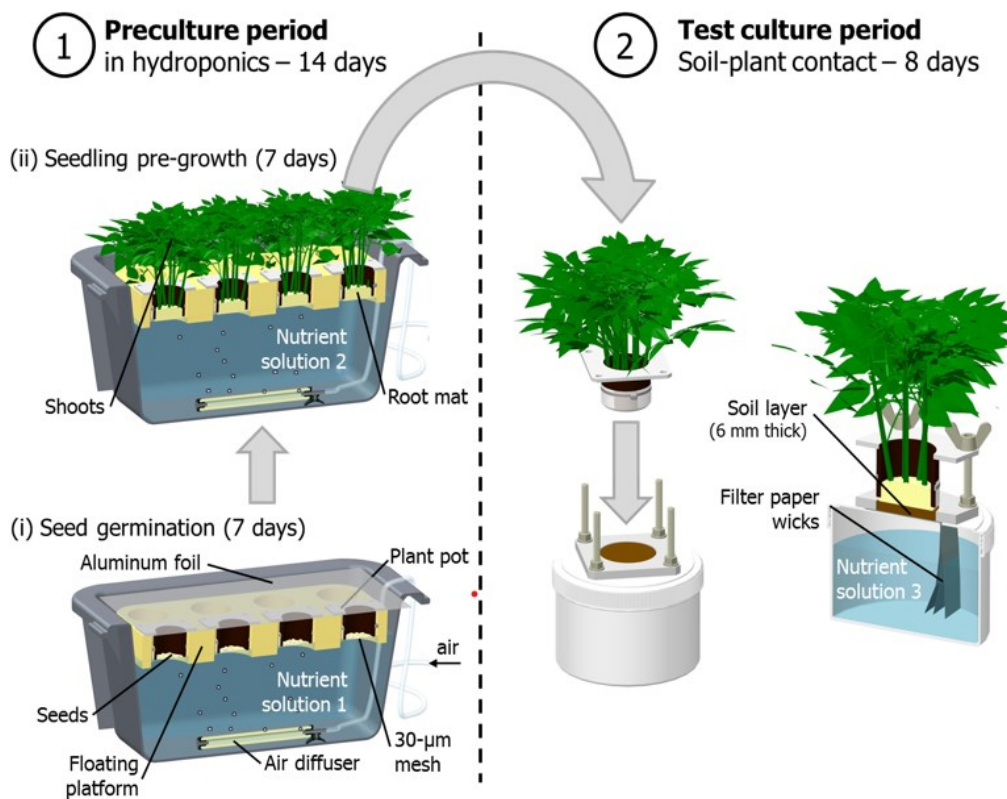 1
Preculture period
in hydroponics – 14 days
(ii) Seedling pre-growth (7 days)
Nutrient
solution 2
Shoots
Root mat
(i) Seed germination (7 days)
Aluminum foil
Plant pot
air
Nutrient
solution 1
Seeds
Floating
platform
Air diffuser
30-µm
mesh
2
Test culture period
Soil-plant contact – 8 days
Soil layer
(6 mm thick)
Filter paper
wicks
Nutrient
solution 3